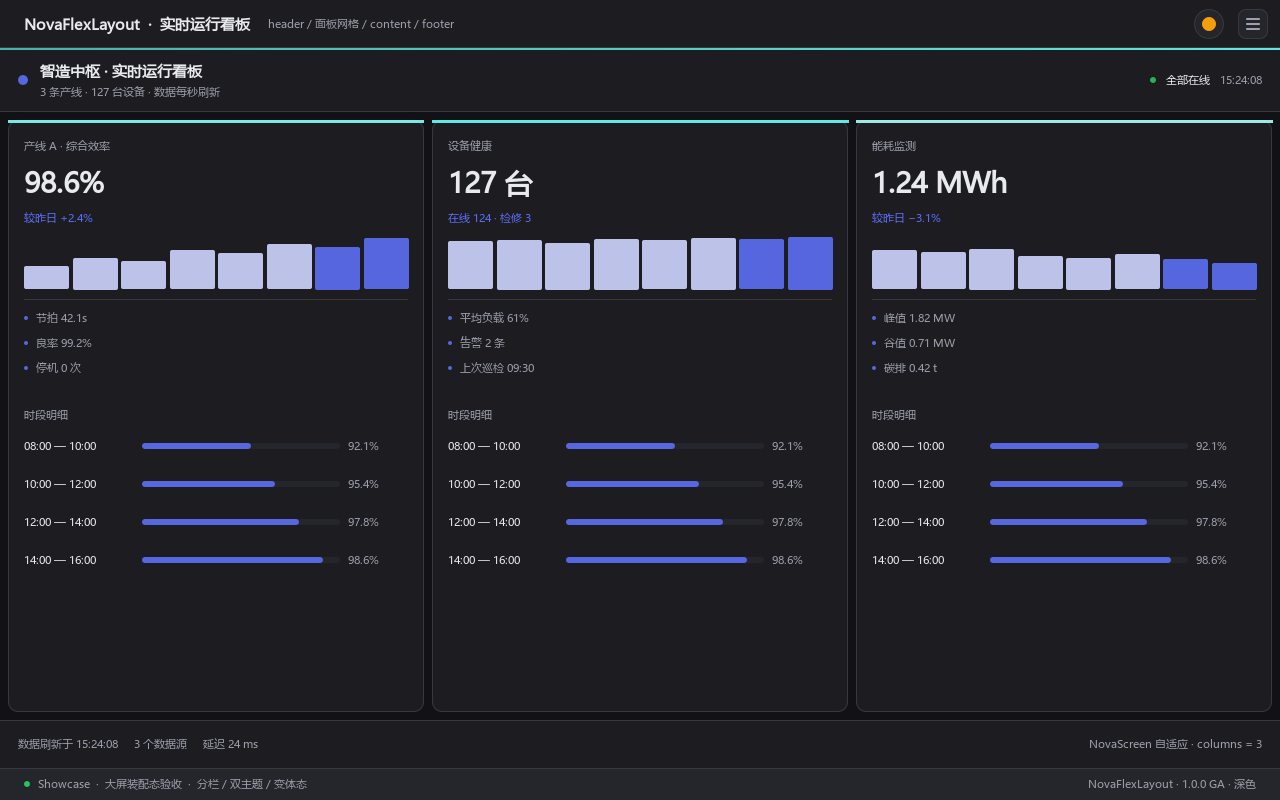 NovaFlexLayout · 实时运行看板 header / 面板网格 / content / footer
智造中枢 · 实时运行看板
3 条产线 · 127 台设备 · 数据每秒刷新
全部在线 15:24:08
产线 A · 综合效率
98.6%
较昨日 +2.4%
节拍 42.1s
良率 99.2%
停机 0 次
时段明细
08:00 — 10:00 92.1%
10:00 — 12:00 95.4%
12:00 — 14:00 97.8%
14:00 — 16:00 98.6%
设备健康
127 台
在线 124 · 检修 3
平均负载 61%
告警 2 条
上次巡检 09:30
时段明细
08:00 — 10:00 92.1%
10:00 — 12:00 95.4%
12:00 — 14:00 97.8%
14:00 — 16:00 98.6%
能耗监测
1.24 MWh
较昨日 −3.1%
峰值 1.82 MW
谷值 0.71 MW
碳排 0.42 t
时段明细
08:00 — 10:00 92.1%
10:00 — 12:00 95.4%
12:00 — 14:00 97.8%
14:00 — 16:00 98.6%
数据刷新于 15:24:08 3 个数据源 延迟 24 ms
NovaScreen 自适应 · columns = 3
Showcase · 大屏装配态验收 · 分栏 / 双主题 / 变体态
NovaFlexLayout · 1.0.0 GA · 深色